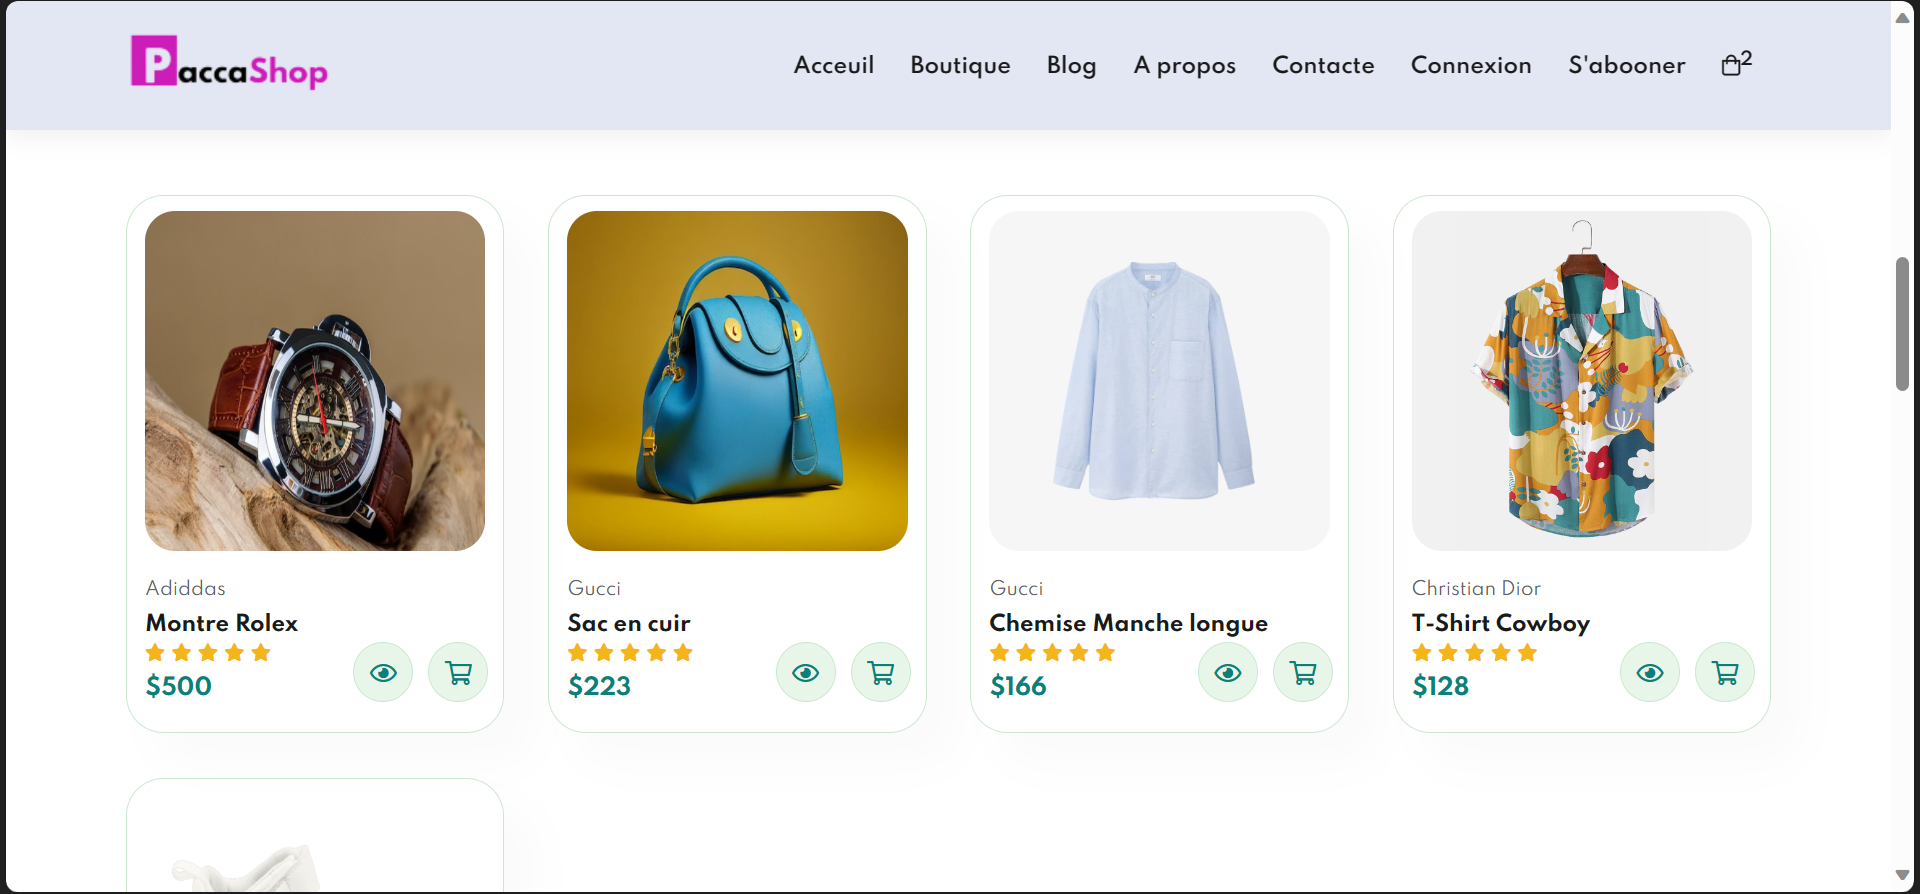 PaccaShop
Acceuil Boutique Blog A propos Contacte Connexion S'abooner 2
Adiddas
Montre Rolex
$500
Gucci
Sac en cuir
$223
Gucci
Chemise Manche longue
$166
Christian Dior
T-Shirt Cowboy
$128